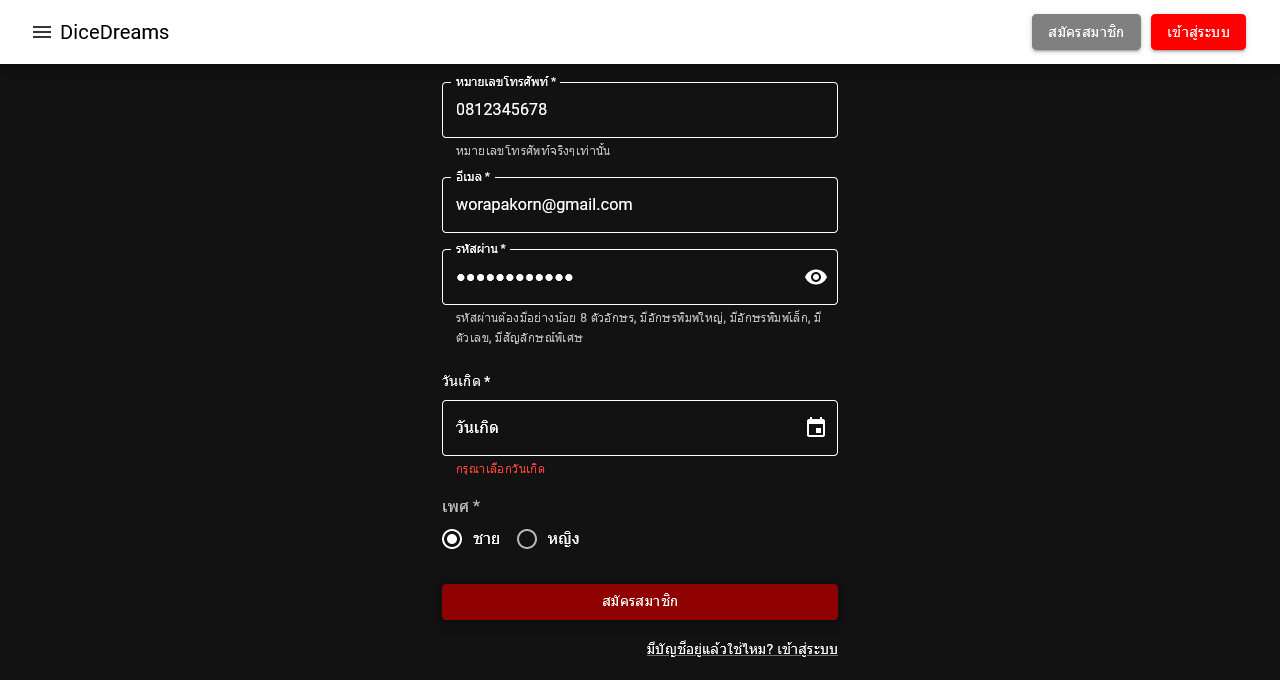 DiceDreams
สมัครสมาชิก
เข้าสู่ระบบ
หมายเลขโทรศัพท์ *
0812345678
หมายเลขโทรศัพท์จริงๆเท่านั้น
อีเมล *
worapakorn@gmail.com
รหัสผ่าน *
••••••••••••
รหัสผ่านต้องมีอย่างน้อย 8 ตัวอักษร, มีอักษรพิมพ์ใหญ่, มีอักษรพิมพ์เล็ก, มี
ตัวเลข, มีสัญลักษณ์พิเศษ
วันเกิด *
วันเกิด
กรุณาเลือกวันเกิด
เพศ *
ชาย
หญิง
สมัครสมาชิก
มีบัญชีอยู่แล้วใช่ไหม? เข้าสู่ระบบ